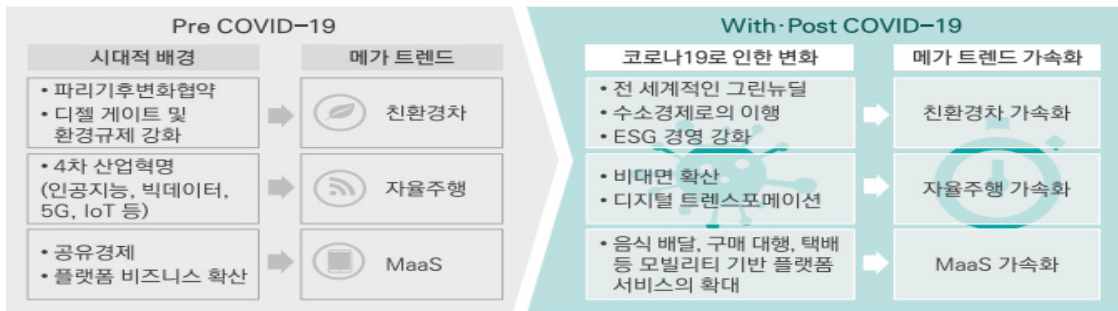 Pre COVID-19
시대적 배경
메가 트렌드
• 파리기후변화협약
• 디젤 게이트 및
환경규제 강화
친환경차
• 4차 산업혁명
(인공지능, 빅데이터,
5G, IoT 등)
자율주행
• 공유경제
• 플랫폼 비즈니스 확산
MaaS
With·Post COVID-19
코로나19로 인한 변화
메가 트렌드 가속화
• 전 세계적인 그린뉴딜
• 수소경제로의 이행
• ESG 경영 강화
친환경차 가속화
• 비대면 확산
• 디지털 트렌스포메이션
자율주행 가속화
• 음식 배달, 구매 대행, 택배
등 모빌리티 기반 플랫폼
서비스의 확대
MaaS 가속화